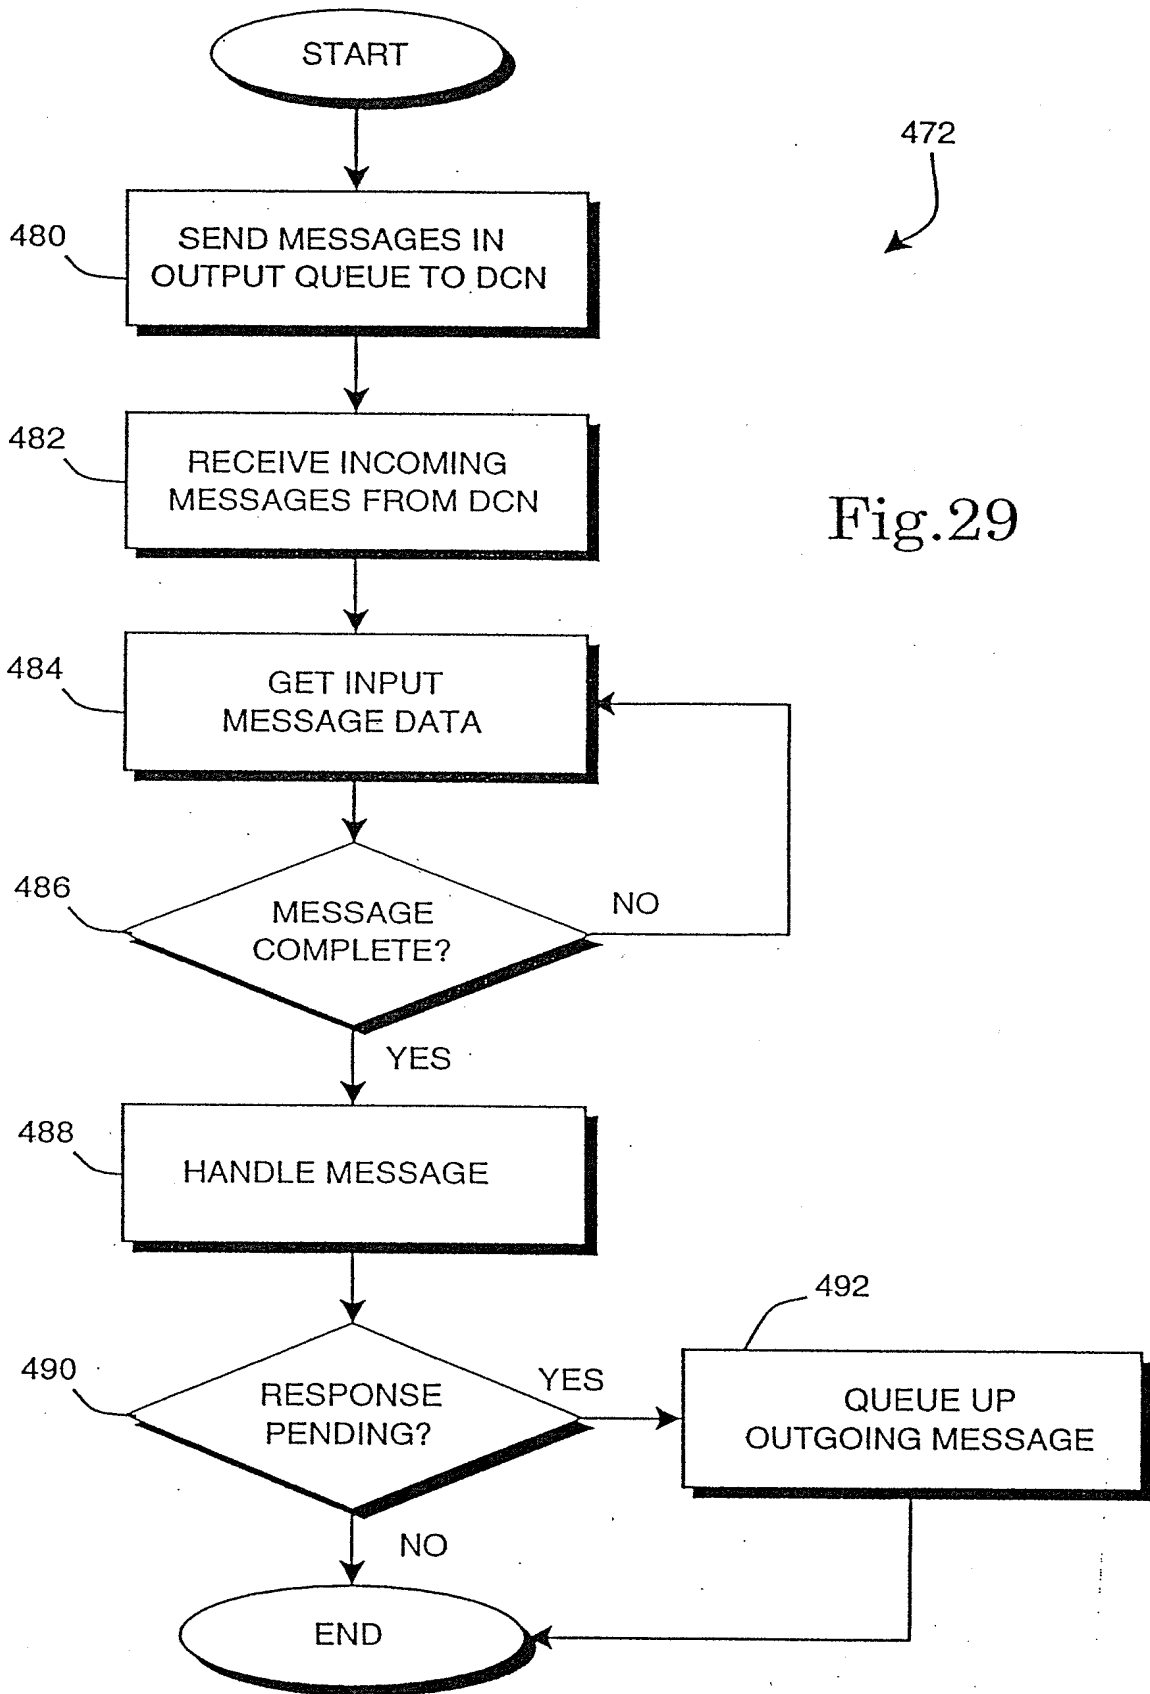 START
472
480
SEND MESSAGES IN
OUTPUT QUEUE TO DCN
482
RECEIVE INCOMING
MESSAGES FROM DCN
Fig.29
484
GET INPUT
MESSAGE DATA
486
MESSAGE
COMPLETE?
NO
YES
488
HANDLE MESSAGE
492
490
RESPONSE
PENDING?
YES
QUEUE UP
OUTGOING MESSAGE
NO
END